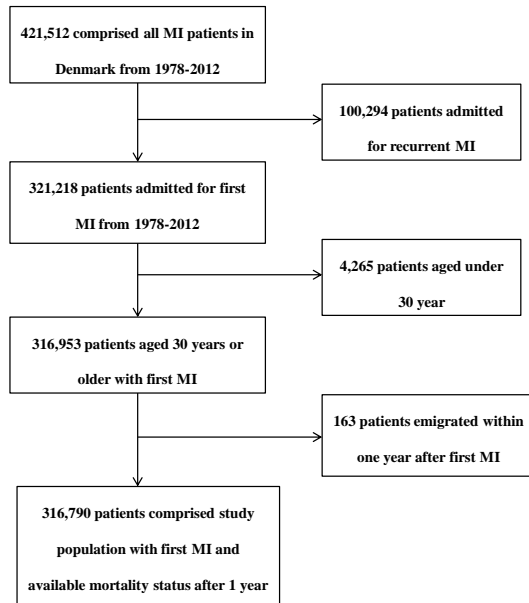 421,512 comprised all MI patients in
Denmark from 1978-2012
100,294 patients admitted
for recurrent MI
321,218 patients admitted for first
MI from 1978-2012
4,265 patients aged under
30 year
316,953 patients aged 30 years or
older with first MI
163 patients emigrated within
one year after first MI
316,790 patients comprised study
population with first MI and
available mortality status after 1 year